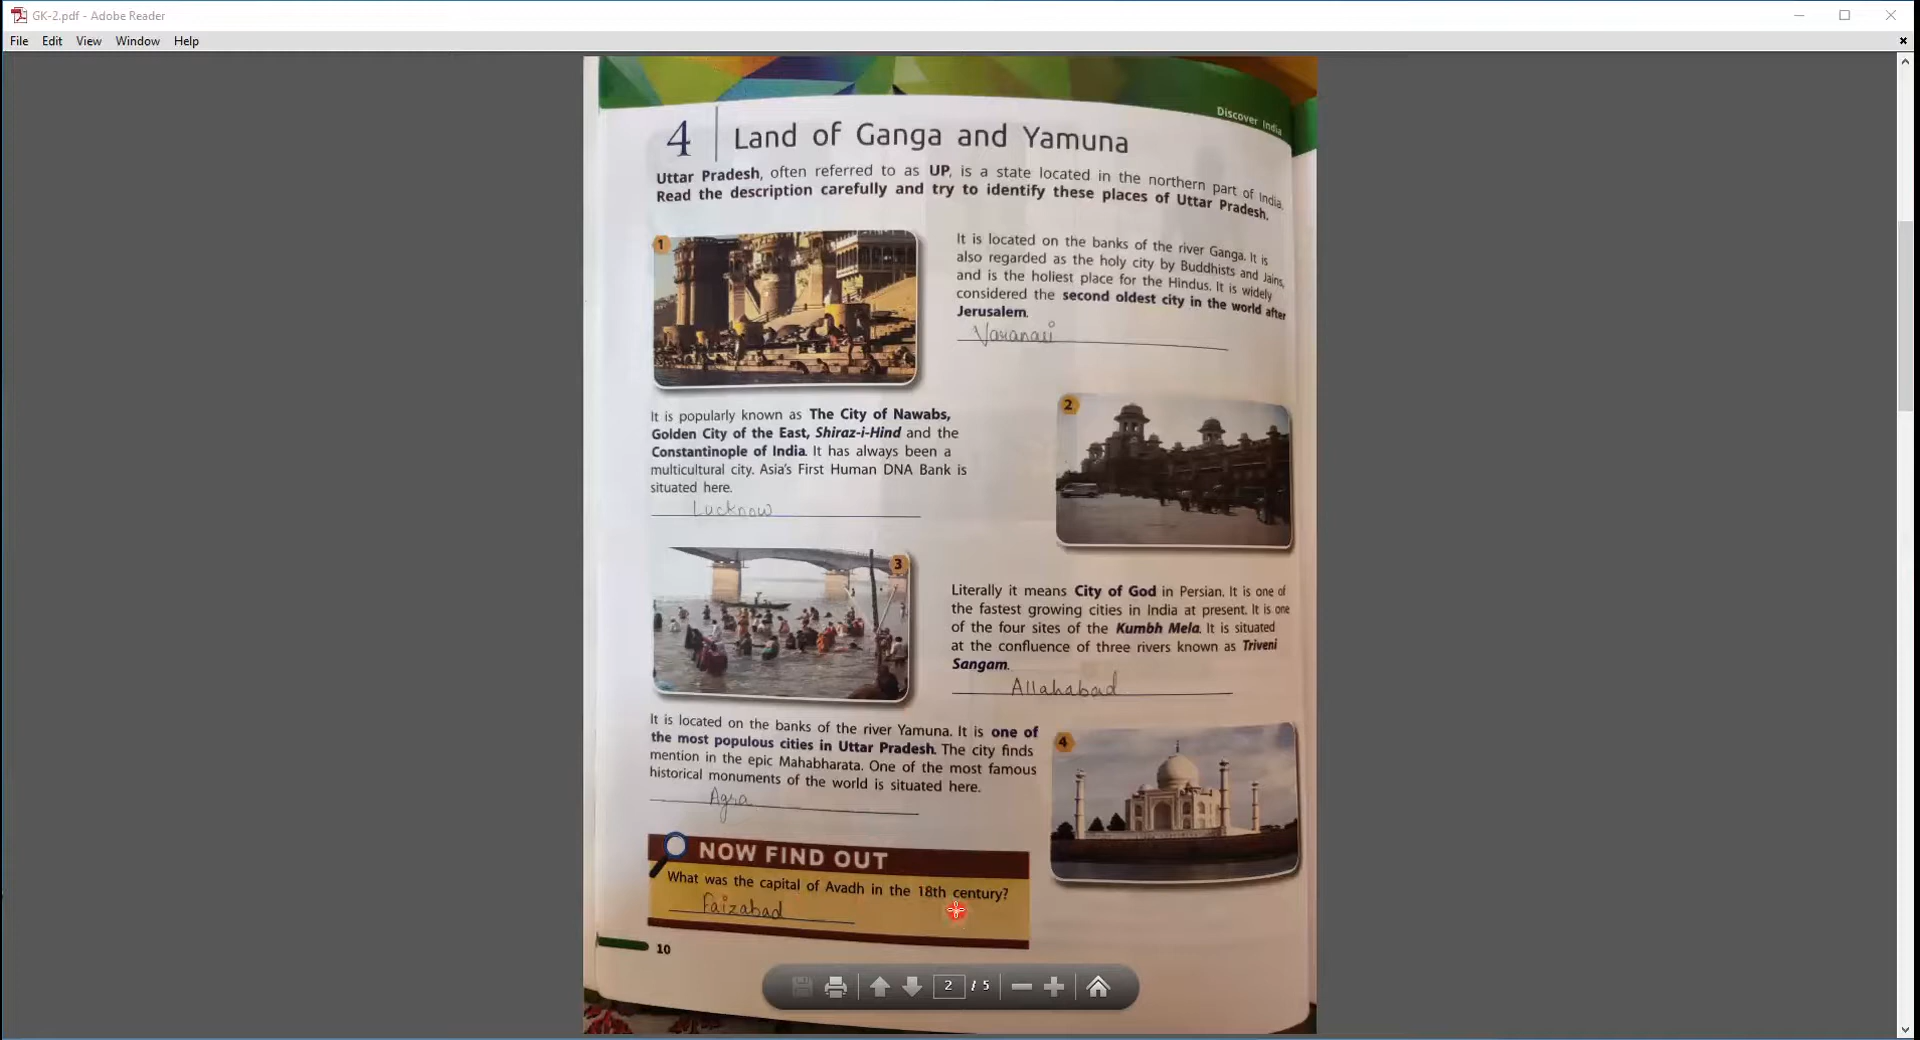 GK-2.pdf - Adobe Reader
File Edit View Window Help
Discover India
4 Land of Ganga and Yamuna
Uttar Pradesh, often referred to as UP, is a state located in the northern part of India.
Read the description carefully and try to identify these places of Uttar Pradesh.
1
It is located on the banks of the river Ganga. It is
also regarded as the holy city by Buddhists and Jains,
and is the holiest place for the Hindus. It is widely
considered the second oldest city in the world after
Jerusalem.
Varanasi
It is popularly known as The City of Nawabs,
Golden City of the East, Shiraz-i-Hind and the
Constantinople of India. It has always been a
multicultural city. Asia's First Human DNA Bank is
situated here.
Lucknow
2
3
Literally it means City of God in Persian. It is one of
the fastest growing cities in India at present. It is one
of the four sites of the Kumbh Mela. It is situated
at the confluence of three rivers known as Triveni
Sangam.
Allahabad
It is located on the banks of the river Yamuna. It is one of
the most populous cities in Uttar Pradesh. The city finds
mention in the epic Mahabharata. One of the most famous
historical monuments of the world is situated here.
Agra
4
NOW FIND OUT
What was the capital of Avadh in the 18th century?
Faizabad
10
2 / 5